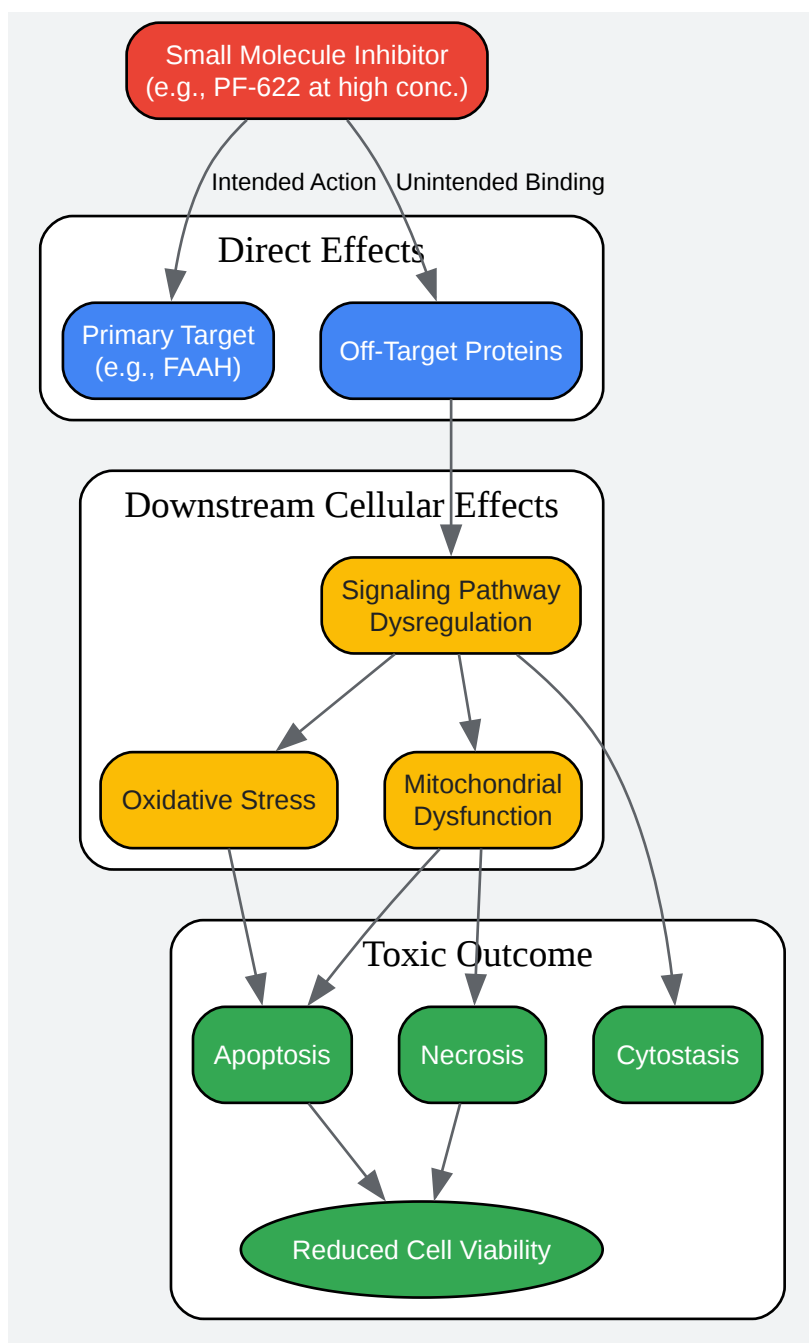 Small Molecule Inhibitor
(e.g., PF-622 at high conc.)
Intended Action
Unintended Binding
Direct Effects
Primary Target
(e.g., FAAH)
Off-Target Proteins
Downstream Cellular Effects
Signaling Pathway
Dysregulation
Oxidative Stress
Mitochondrial
Dysfunction
Toxic Outcome
Apoptosis
Necrosis
Cytostasis
Reduced Cell Viability